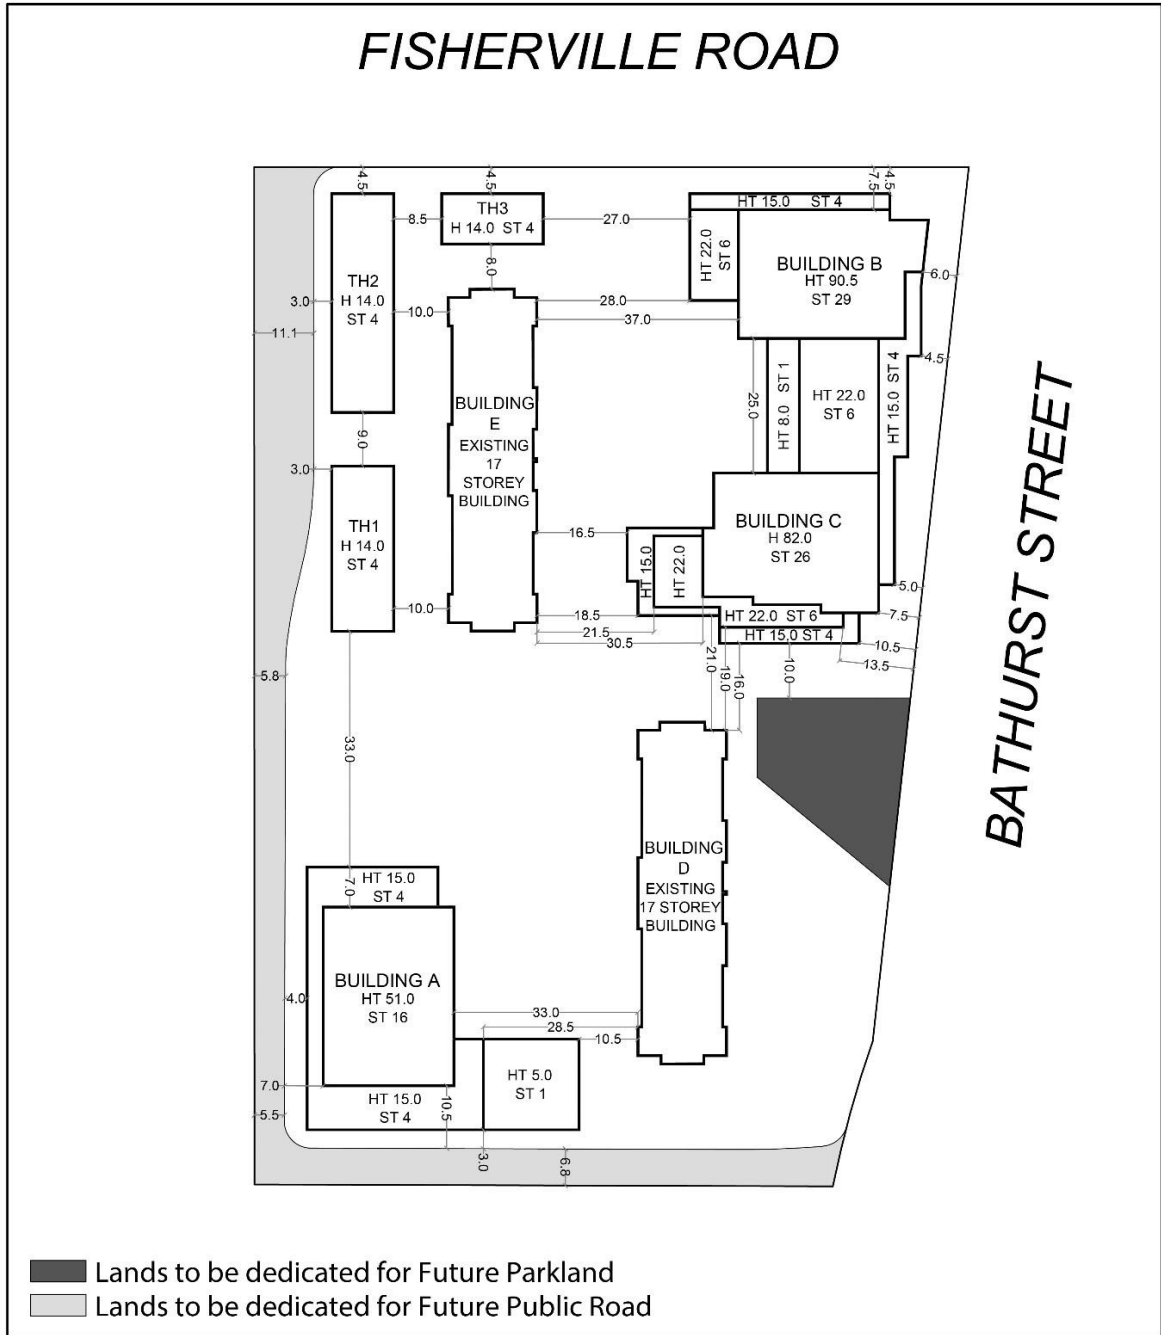 FISHERVILLE ROAD
4.5
4.5
7.5
4.5
HT 15.0 ST 4
TH3
H 14.0 ST 4
8.5
27.0
HT 22.0
ST 6
BUILDING B
HT 90.5
ST 29
6.0
8.0
TH2
H 14.0
ST 4
3.0
10.0
28.0
37.0
11.1
4.5
BUILDING
E
EXISTING
17
STOREY
BUILDING
25.0
HT 8.0 ST 1
HT 22.0
ST 6
HT 15.0 ST 4
9.0
3.0
BATHURST STREET
TH1
H 14.0
ST 4
16.5
BUILDING C
H 82.0
ST 26
HT 15.0
HT 22.0
5.0
10.0
18.5
HT 22.0 ST 6
7.5
21.5
HT 15.0 ST 4
30.5
10.5
21.0
19.0
16.0
10.0
13.5
5.8
33.0
BUILDING
D
EXISTING
17 STOREY
BUILDING
HT 15.0
ST 4
7.0
BUILDING A
HT 51.0
ST 16
4.0
33.0
28.5
10.5
HT 5.0
ST 1
7.0
HT 15.0
ST 4
10.5
5.5
3.0
6.8
Lands to be dedicated for Future Parkland
Lands to be dedicated for Future Public Road